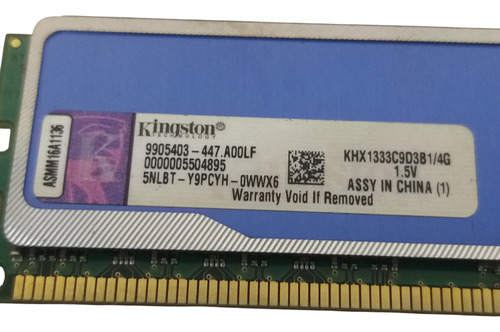 Kingston
TECHNOLOGY
9905403-447.A00LF
0000005504895
5NLBT-Y9PCYH-0WWX6
Warranty Void If Removed
KHX1333C9D3B1/4G
1.5V
ASSY IN CHINA (1)
ASMM16A1136